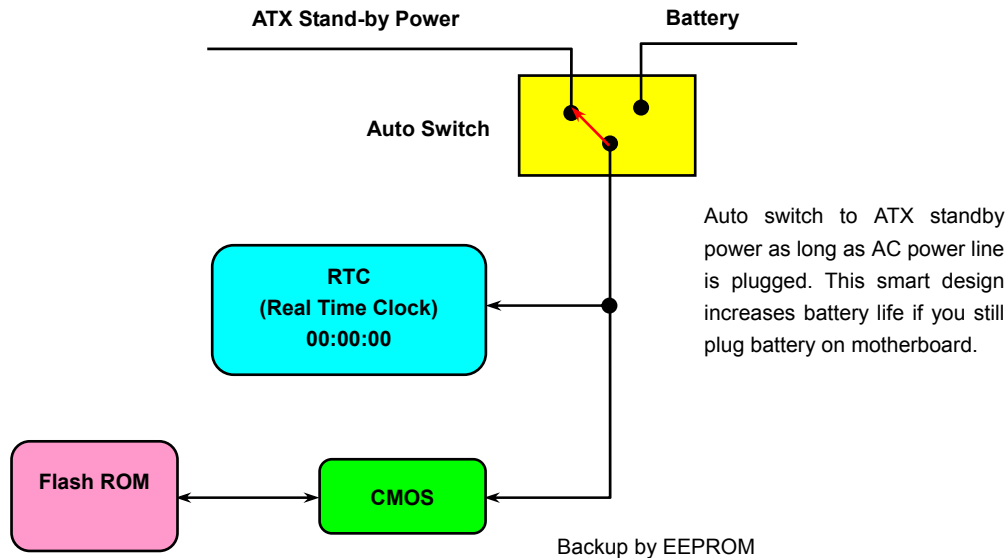 ATX Stand-by Power
Battery
Auto Switch
Auto switch to ATX standby
power as long as AC power line
is plugged. This smart design
increases battery life if you still
plug battery on motherboard.
RTC
(Real Time Clock)
00:00:00
Flash ROM
CMOS
Backup by EEPROM